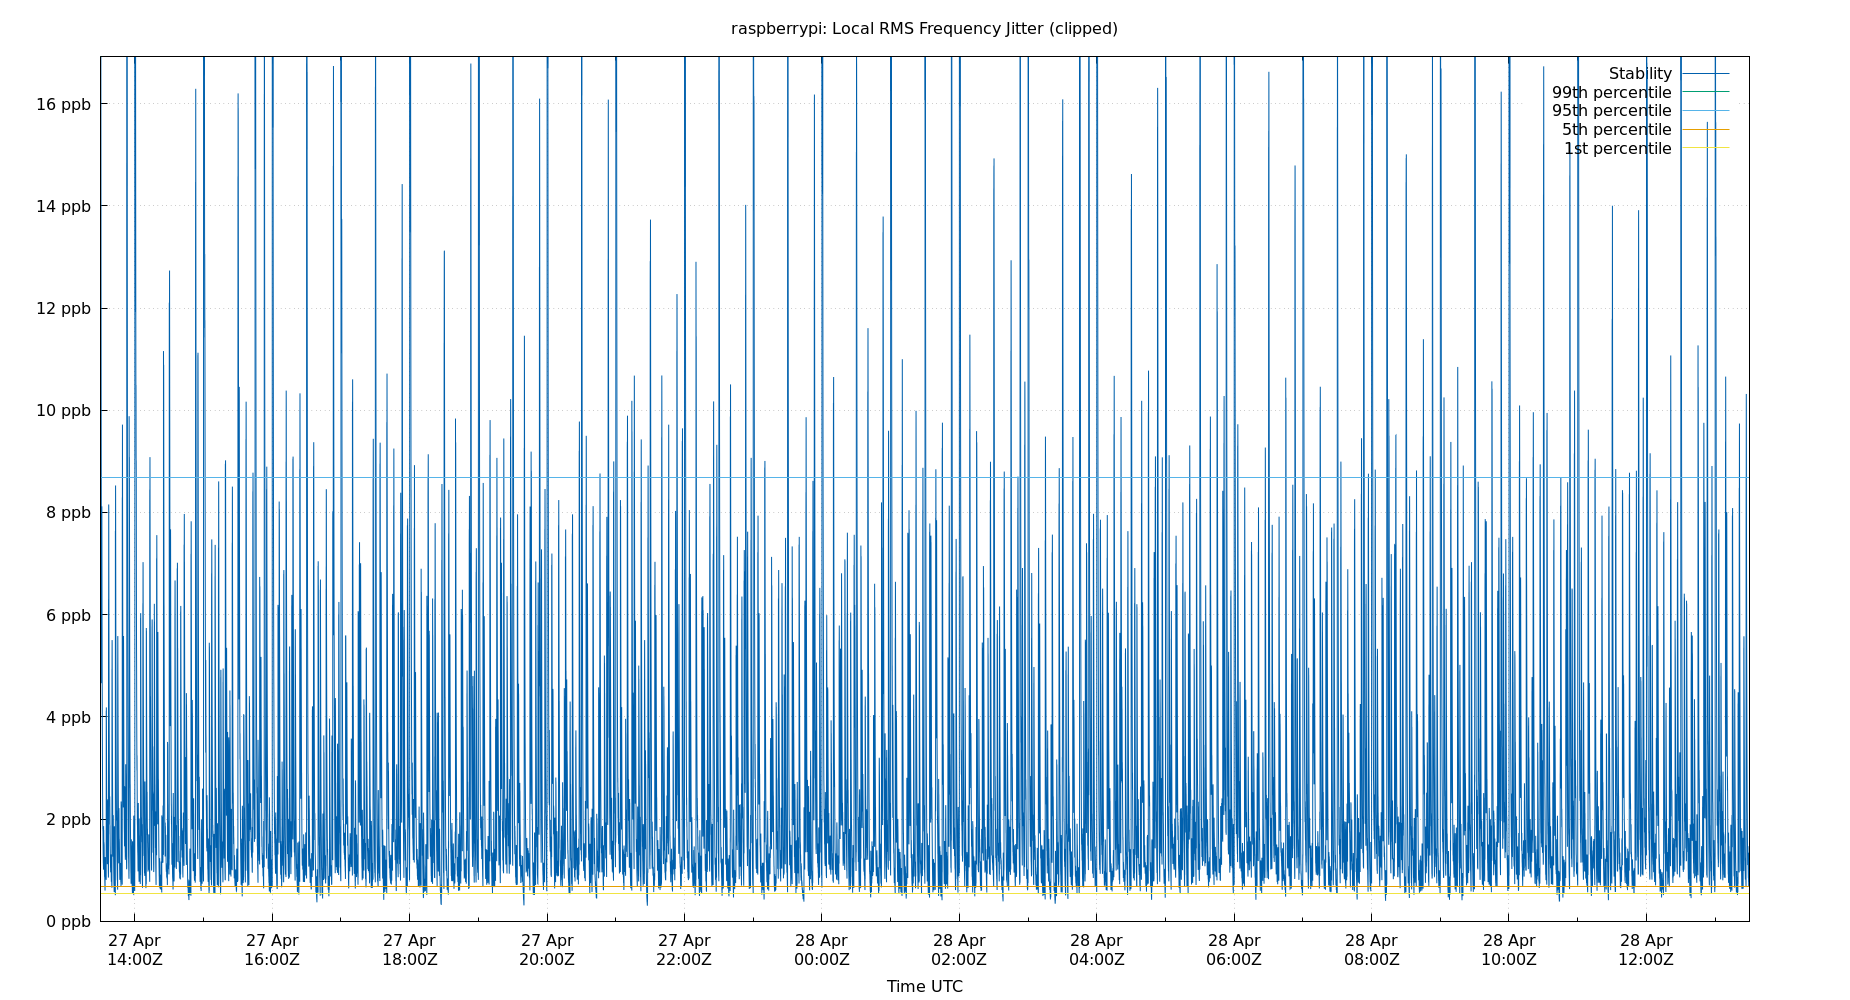 raspberrypi: Local RMS Frequency Jitter (clipped)
Stability
99th percentile
95th percentile
5th percentile
1st percentile
16 ppb
14 ppb
12 ppb
10 ppb
8 ppb
6 ppb
4 ppb
2 ppb
0 ppb
27 Apr 27 Apr 27 Apr 27 Apr 27 Apr 28 Apr 28 Apr 28 Apr 28 Apr 28 Apr 28 Apr 28 Apr
14:00Z 16:00Z 18:00Z 20:00Z 22:00Z 00:00Z 02:00Z 04:00Z 06:00Z 08:00Z 10:00Z 12:00Z
Time UTC